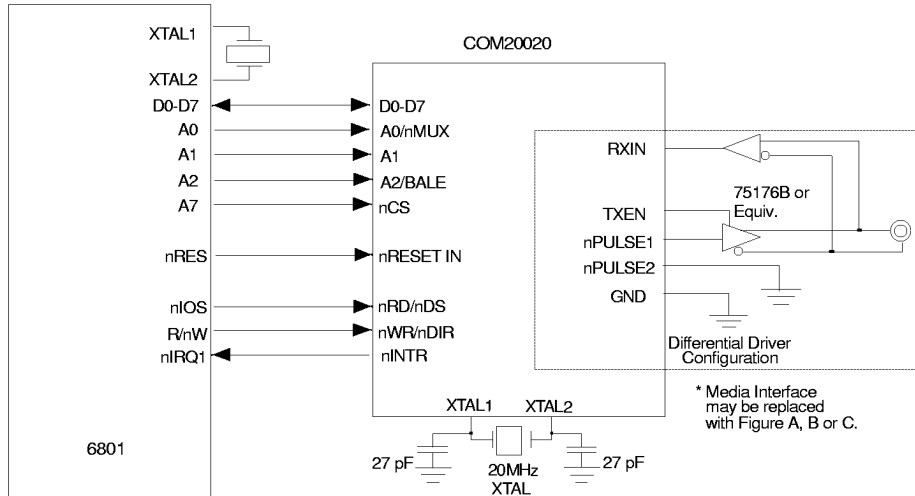 XTAL1
XTAL2
D0-D7
A0
A1
A2
A7
nRES
nIOS
R/nW
nIRQ1
6801
COM20020
D0-D7
A0/nMUX
A1
A2/BALE
nCS
nRESET IN
nRD/nDS
nWR/nDIR
nINTR
RXIN
TXEN
nPULSE1
nPULSE2
GND
75176B or
Equiv.
Differential Driver
Configuration
* Media Interface
may be replaced
with Figure A, B or C.
XTAL1
XTAL2
27 pF
20MHz
XTAL
27 pF